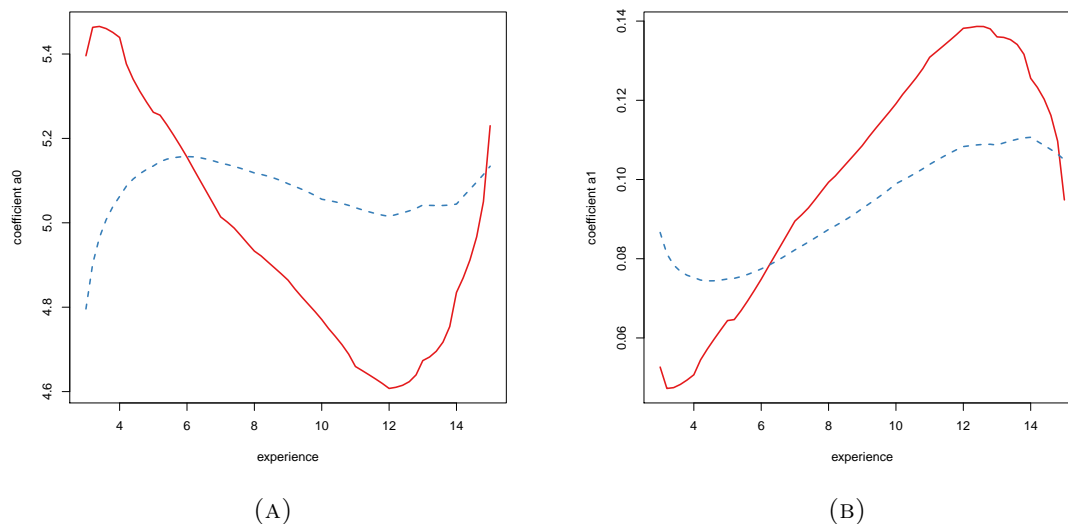 5.4
5.2
5.0
4.8
4.6
coefficient a0
4 6 8 10 12 14
experience
(A)
0.14
0.12
0.10
0.08
0.06
coefficient a1
4 6 8 10 12 14
experience
(B)